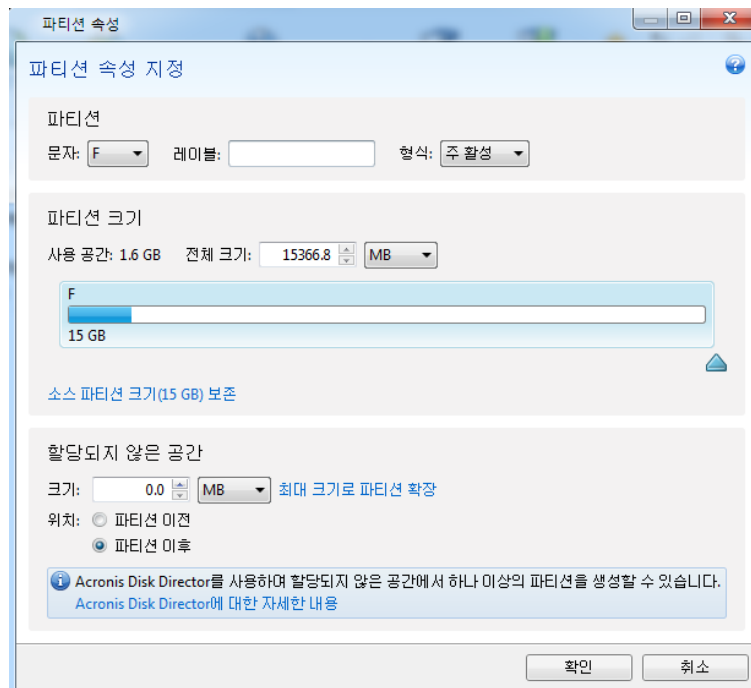 파티션 속성
파티션 속성 지정
파티션
문자: F 레이블: 형식: 주 활성
파티션 크기
사용 공간: 1.6 GB 전체 크기: 15366.8 MB
F
15 GB
소스 파티션 크기(15 GB) 보존
할당되지 않은 공간
크기: 0.0 MB 최대 크기로 파티션 확장
위치: 파티션 이전
파티션 이후
Acronis Disk Director를 사용하며 할당되지 않은 공간에서 하나 이상의 파티션을 생성할 수 있습니다.
Acronis Disk Director에 대한 자세한 내용
확인 취소